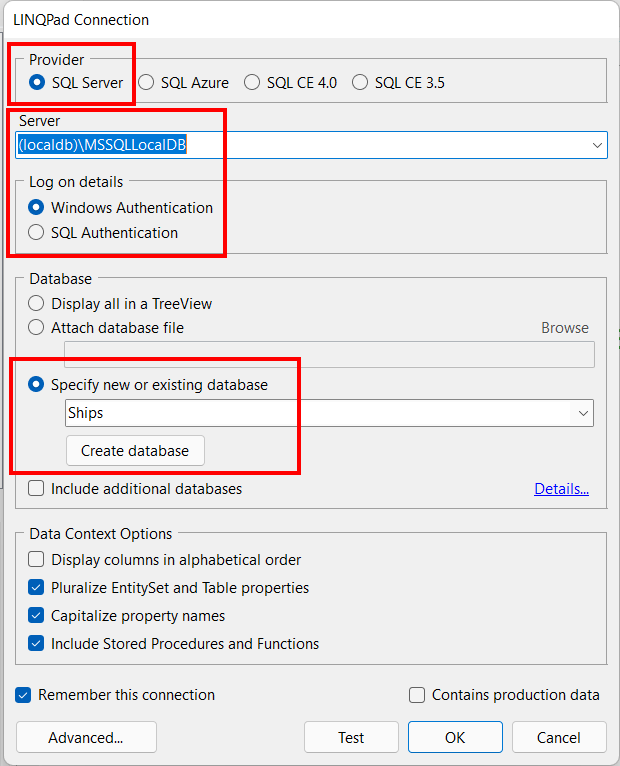 LINQPad Connection
Provider
SQL Server SQL Azure SQL CE 4.0 SQL CE 3.5
Server
(localdb)\MSSQLLocalDB
Log on details
Windows Authentication
SQL Authentication
Database
Display all in a TreeView
Attach database file Browse
Specify new or existing database
Ships
Create database
Include additional databases Details...
Data Context Options
Display columns in alphabetical order
Pluralize EntitySet and Table properties
Capitalize property names
Include Stored Procedures and Functions
Remember this connection Contains production data
Advanced... Test OK Cancel